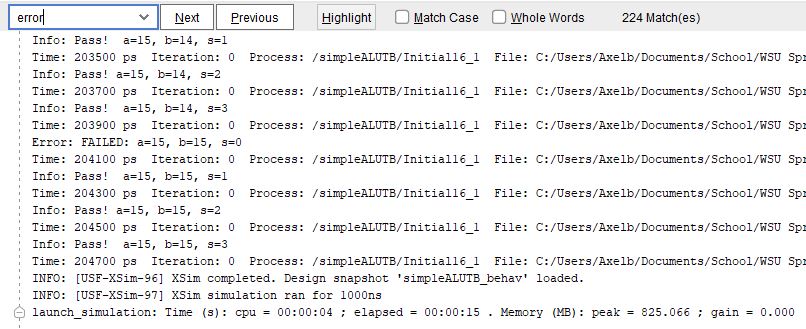 error Next Previous Highlight Match Case Whole Words 224 Match(es)
Info: Pass!  a=15, b=14, s=1
Time: 203500 ps  Iteration: 0  Process: /simpleALUTB/Initial16_1  File: C:/Users/Axelb/Documents/School/WSU Spr
Info: Pass! a=15, b=14, s=2
Time: 203700 ps  Iteration: 0  Process: /simpleALUTB/Initial16_1  File: C:/Users/Axelb/Documents/School/WSU Spr
Info: Pass!  a=15, b=14, s=3
Time: 203900 ps  Iteration: 0  Process: /simpleALUTB/Initial16_1  File: C:/Users/Axelb/Documents/School/WSU Spr
Error: FAILED: a=15, b=15, s=0
Time: 204100 ps  Iteration: 0  Process: /simpleALUTB/Initial16_1  File: C:/Users/Axelb/Documents/School/WSU Spr
Info: Pass!  a=15, b=15, s=1
Time: 204300 ps  Iteration: 0  Process: /simpleALUTB/Initial16_1  File: C:/Users/Axelb/Documents/School/WSU Spr
Info: Pass! a=15, b=15, s=2
Time: 204500 ps  Iteration: 0  Process: /simpleALUTB/Initial16_1  File: C:/Users/Axelb/Documents/School/WSU Spr
Info: Pass!  a=15, b=15, s=3
Time: 204700 ps  Iteration: 0  Process: /simpleALUTB/Initial16_1  File: C:/Users/Axelb/Documents/School/WSU Spr
INFO: [USF-XSim-96] XSim completed. Design snapshot 'simpleALUTB_behav' loaded.
INFO: [USF-XSim-97] XSim simulation ran for 1000ns
launch_simulation: Time (s): cpu = 00:00:04 ; elapsed = 00:00:15 . Memory (MB): peak = 825.066 ; gain = 0.000